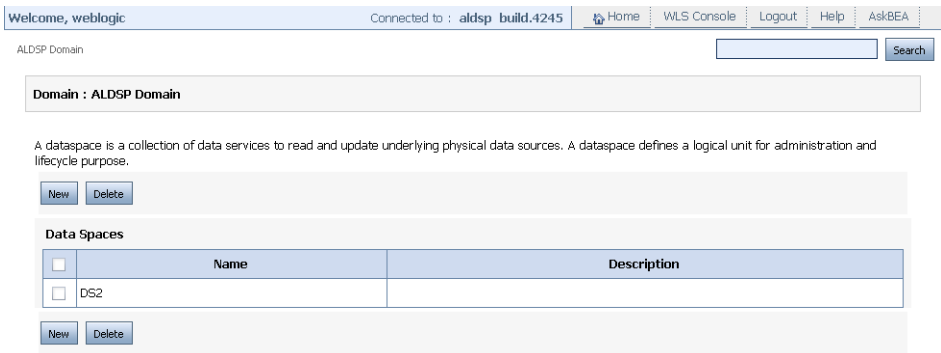 Welcome, weblogic Connected to : aldsp build.4245 Home WLS Console Logout Help AskBEA
ALDSP Domain Search
Domain : ALDSP Domain
A dataspace is a collection of data services to read and update underlying physical data sources. A dataspace defines a logical unit for administration and
lifecycle purpose.
New Delete
Data Spaces
Name Description
DS2
New Delete